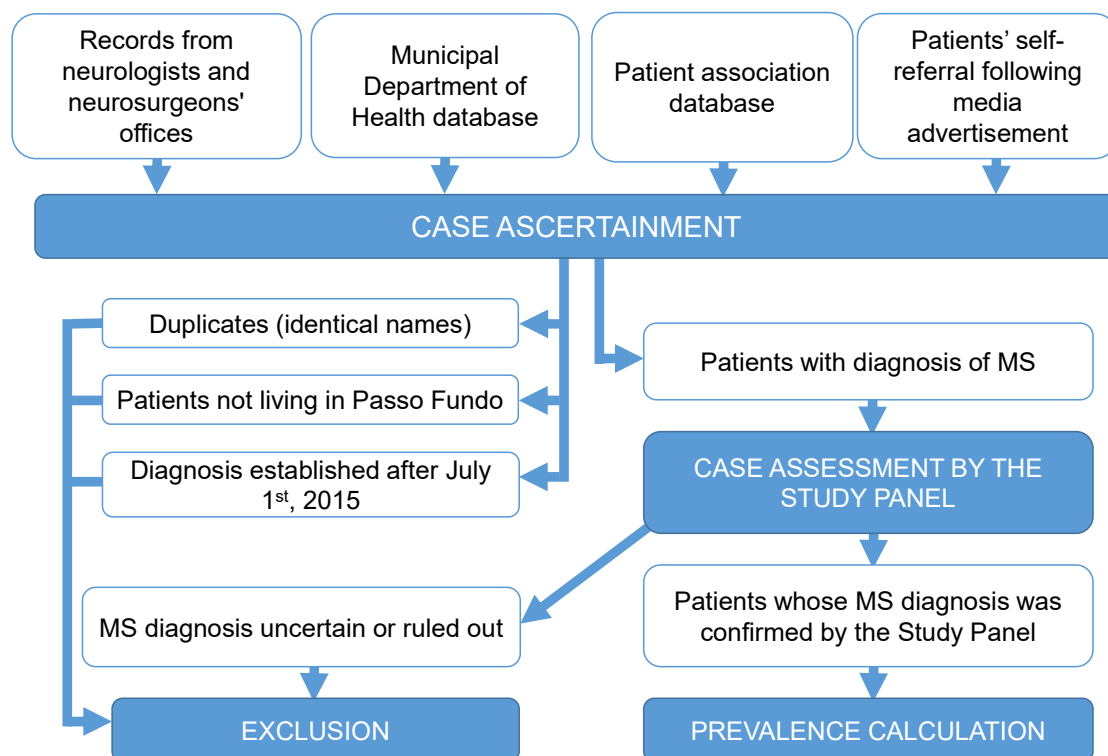 Records from
neurologists and
neurosurgeons'
offices
Municipal
Department of
Health database
Patient association
database
Patients’ self-
referral following
media
advertisement
CASE ASCERTAINMENT
Duplicates (identical names)
Patients not living in Passo Fundo
Diagnosis established after July
1st, 2015
Patients with diagnosis of MS
CASE ASSESSMENT BY THE
STUDY PANEL
MS diagnosis uncertain or ruled out
Patients whose MS diagnosis was
confirmed by the Study Panel
EXCLUSION
PREVALENCE CALCULATION